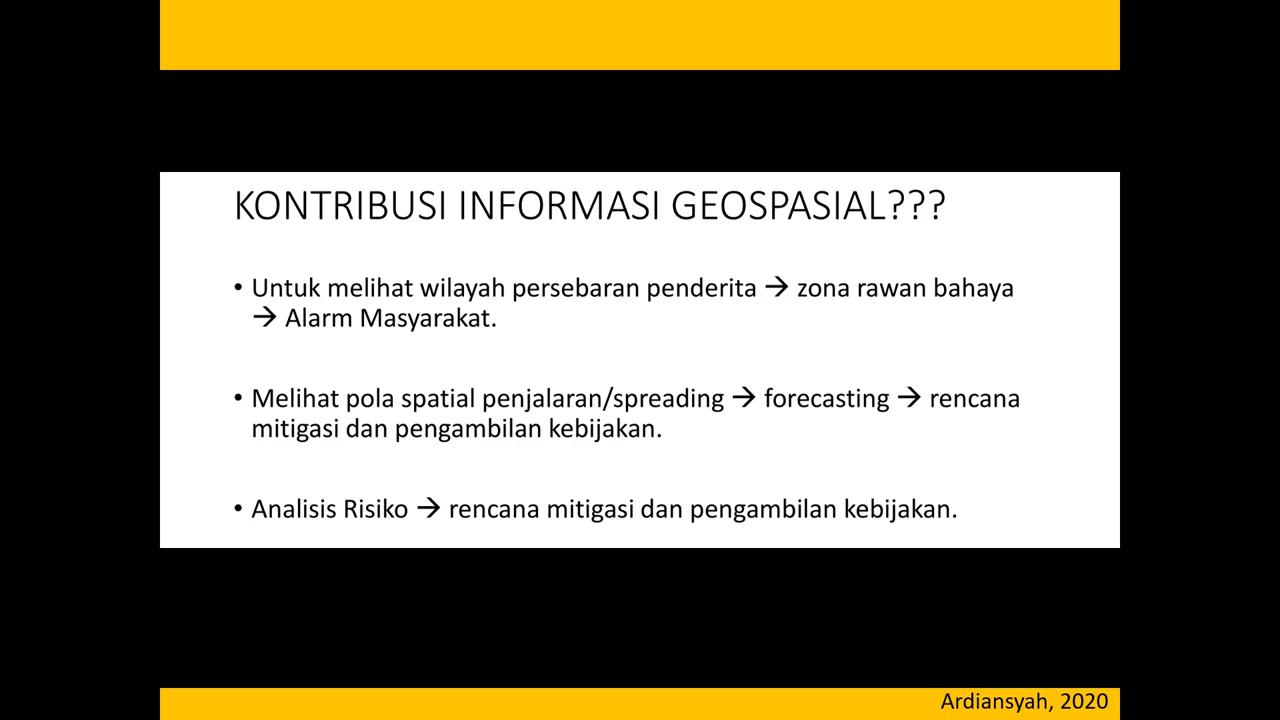 KONTRIBUSI INFORMASI GEOSPASIAL???
• Untuk melihat wilayah persebaran penderita → zona rawan bahaya
→ Alarm Masyarakat.
• Melihat pola spatial penjalaran/spreading → forecasting → rencana
mitigasi dan pengambilan kebijakan.
• Analisis Risiko → rencana mitigasi dan pengambilan kebijakan.
Ardiansyah, 2020